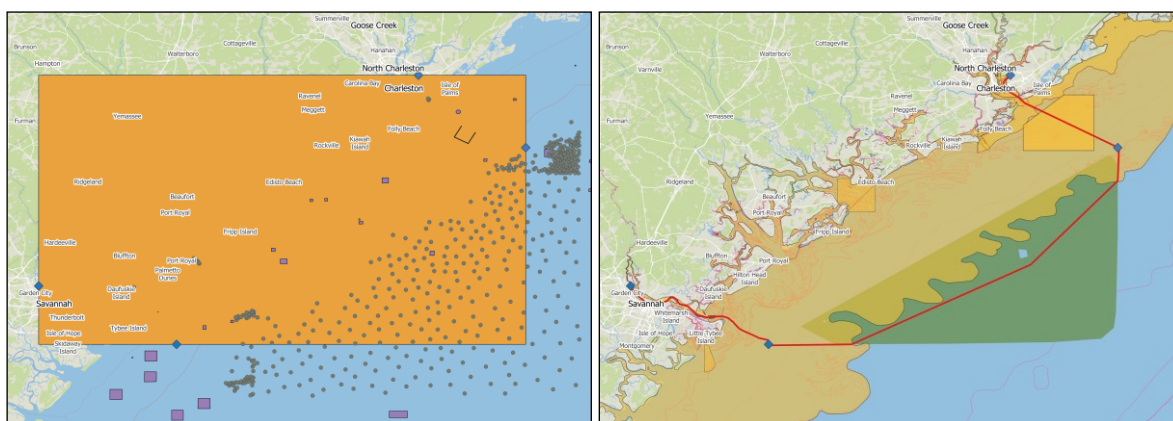 Summerville
Goose Creek
Brunson
Walterboro
Cottageville
Hanahan
Hampton
North Charleston
Carolina Bay
Isle of
Palms
Charleston
Ravenel
Meggett
Furman
Yemassee
Folly Beach
Rockville
Kiawah
Island
Ridgeland
Edisto Beach
Beaufort
Port Royal
Fripp Island
Hardeeville
Bluffton
Port Royal
Palmetto
Dunes
Garden City
Daufuskie
Island
Savannah
Thunderbolt
Isle of Hope
Tybee Island
Skidaway
Island
Summerville
Goose Creek
Brunson
Walterboro
Cottageville
Hanahan
Varnville
North Charleston
Carolina Bay
Isle of
Palms
Charleston
Ravenel
Meggett
Furman
Yemassee
Folly Beach
Rockville
Kiawah
Island
Ridgeland
Edisto Beach
Beaufort
Port Royal
Fripp Island
Hardeeville
Bluffton
Port Royal
Hilton Head
Island
Garden City
Daufuskie
Island
Savannah
Whitemarsh
Island
Isle of Hope
Little Tybee
Island
Montgomery